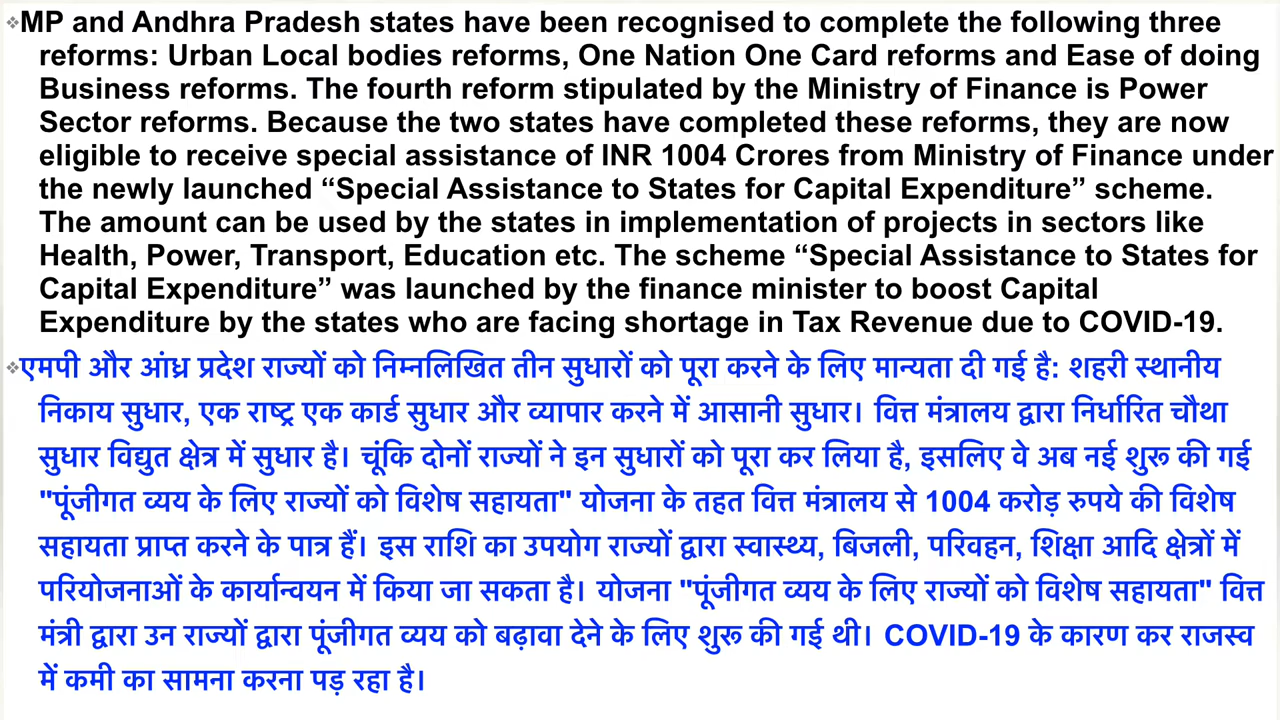 ❖MP and Andhra Pradesh states have been recognised to complete the following three
reforms: Urban Local bodies reforms, One Nation One Card reforms and Ease of doing
Business reforms. The fourth reform stipulated by the Ministry of Finance is Power
Sector reforms. Because the two states have completed these reforms, they are now
eligible to receive special assistance of INR 1004 Crores from Ministry of Finance under
the newly launched “Special Assistance to States for Capital Expenditure” scheme.
The amount can be used by the states in implementation of projects in sectors like
Health, Power, Transport, Education etc. The scheme “Special Assistance to States for
Capital Expenditure” was launched by the finance minister to boost Capital
Expenditure by the states who are facing shortage in Tax Revenue due to COVID-19.
❖एमपी और आंध्र प्रदेश राज्यों को निम्नलिखित तीन सुधारों को पूरा करने के लिए मान्यता दी गई है: शहरी स्थानीय
निकाय सुधार, एक राष्ट्र एक कार्ड सुधार और व्यापार करने में आसानी सुधार। वित्त मंत्रालय द्वारा निर्धारित चौथा
सुधार विद्युत क्षेत्र में सुधार है। चूंकि दोनों राज्यों ने इन सुधारों को पूरा कर लिया है, इसलिए वे अब नई शुरू की गई
"पूंजीगत व्यय के लिए राज्यों को विशेष सहायता" योजना के तहत वित्त मंत्रालय से 1004 करोड़ रुपये की विशेष
सहायता प्राप्त करने के पात्र हैं। इस राशि का उपयोग राज्यों द्वारा स्वास्थ्य, बिजली, परिवहन, शिक्षा आदि क्षेत्रों में
परियोजनाओं के कार्यान्वयन में किया जा सकता है। योजना "पूंजीगत व्यय के लिए राज्यों को विशेष सहायता" वित्त
मंत्री द्वारा उन राज्यों द्वारा पूंजीगत व्यय को बढ़ावा देने के लिए शुरू की गई थी। COVID-19 के कारण कर राजस्व
में कमी का सामना करना पड़ रहा है।